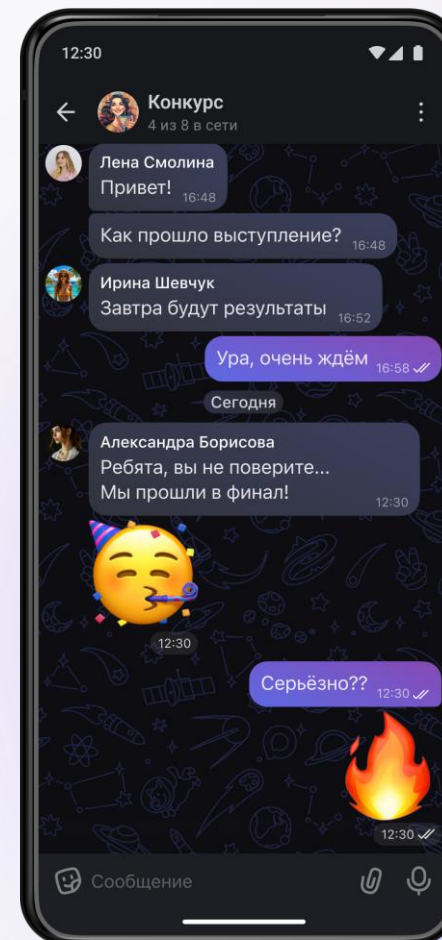 12:30
Конкурс
4 из 8 в сети
Лена Смолина
Привет! 16:48
Как прошло выступление? 16:48
Ирина Шевчук
Завтра будут результаты 16:52
Ура, очень ждём 16:58
Сегодня
Александра Борисова
Ребята, вы не поверите...
Мы прошли в финал! 12:30
12:30
Серьёзно?? 12:30
12:30
Сообщение